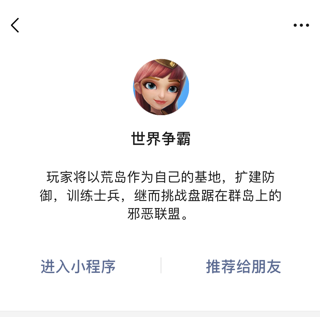 世界争霸
玩家将以荒岛作为自己的基地，扩建防
御，训练士兵，继而挑战盘踞在群岛上的
邪恶联盟。
进入小程序
推荐给朋友